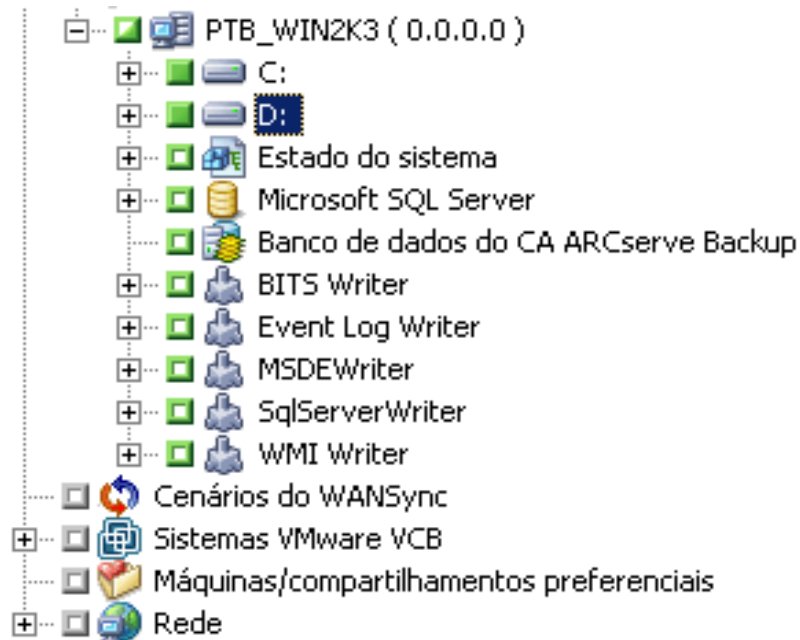 PTB_WIN2K3 ( 0.0.0.0 )
C:
D:
Estado do sistema
Microsoft SQL Server
Banco de dados do CA ARCserve Backup
BITS Writer
Event Log Writer
MSDEWriter
SqlServerWriter
WMI Writer
Cenários do WANSync
Sistemas VMware VCB
Máquinas/compartilhamentos preferenciais
Rede